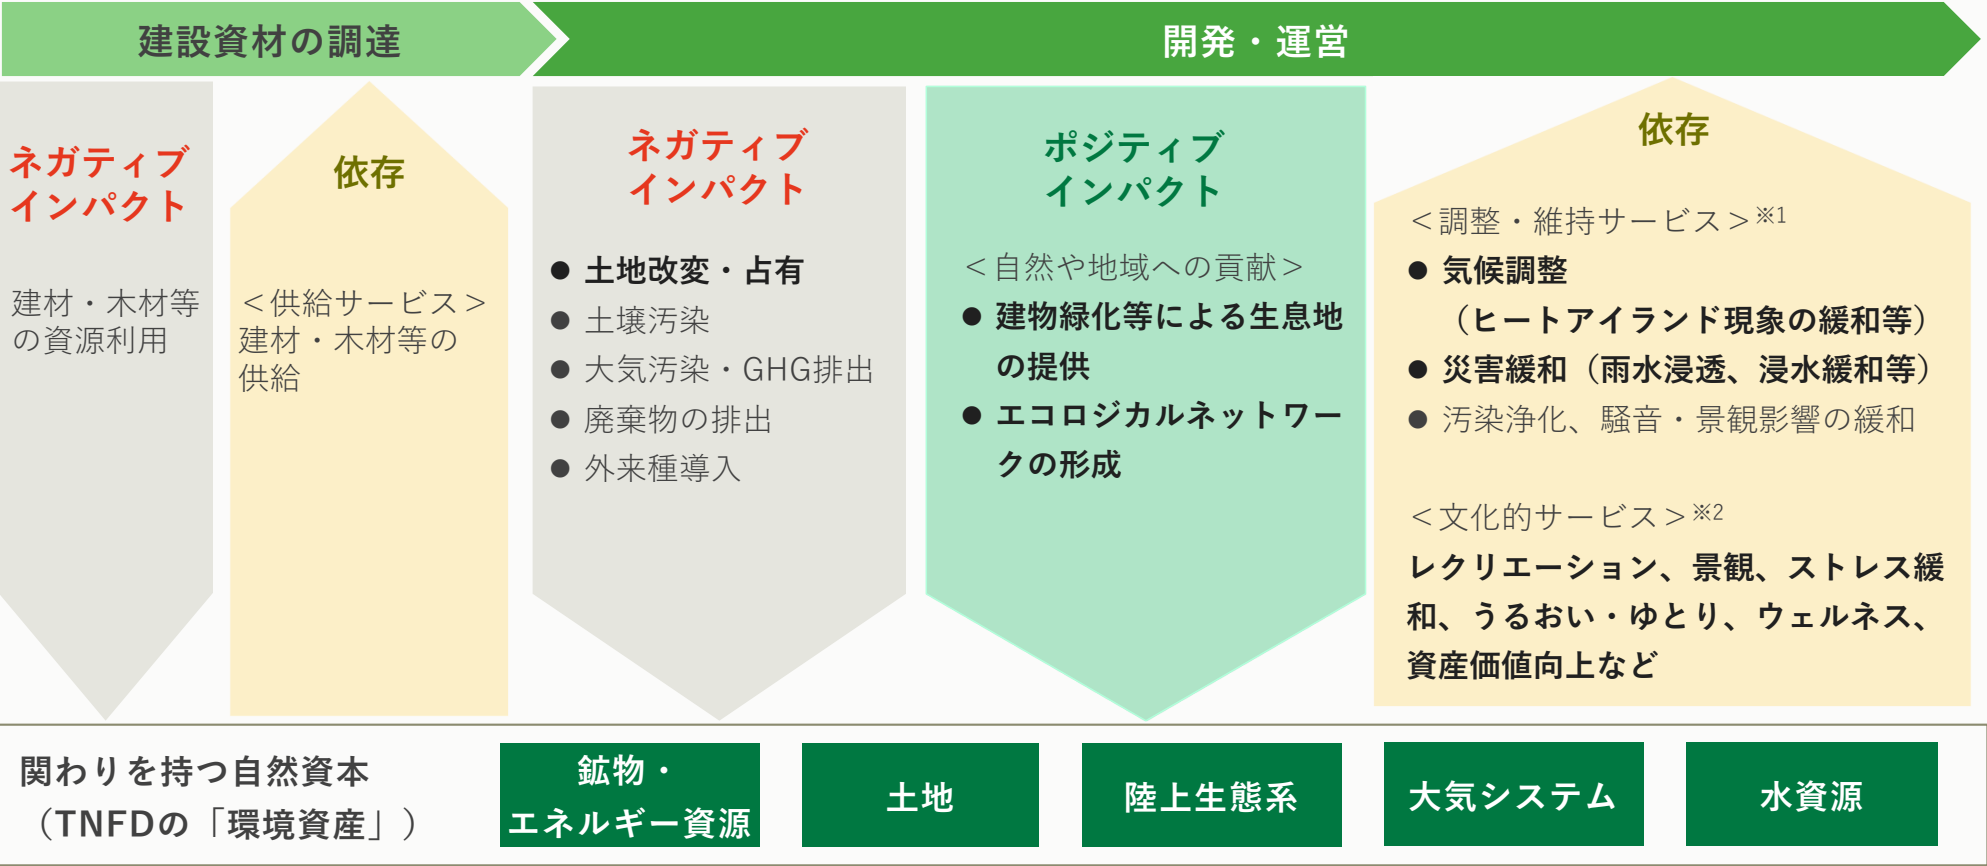 建設資材の調達
開発・運営
ネガティブ
インパクト
建材・木材等
の資源利用
依存
＜供給サービス＞
建材・木材等の
供給
ネガティブ
インパクト
● 土地改変・占有
● 土壌汚染
● 大気汚染・GHG排出
● 廃棄物の排出
● 外来種導入
ポジティブ
インパクト
＜自然や地域への貢献＞
● 建物緑化等による生息地
の提供
● エコロジカルネットワー
クの形成
依存
＜調整・維持サービス＞※1
● 気候調整
（ヒートアイランド現象の緩和等）
● 災害緩和（雨水浸透、浸水緩和等）
● 汚染浄化、騒音・景観影響の緩和
＜文化的サービス＞※2
レクリエーション、景観、ストレス緩
和、うるおい・ゆとり、ウェルネス、
資産価値向上など
関わりを持つ自然資本
（TNFDの「環境資産」）
鉱物・
エネルギー資源
土地
陸上生態系
大気システム
水資源